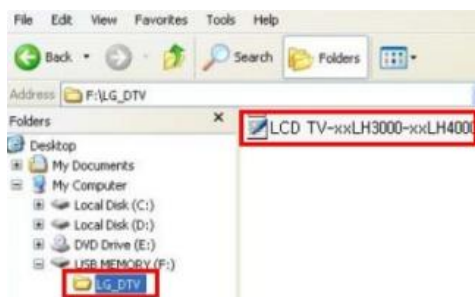 File Edit View Favorites Tools Help
Back Search Folders
Address F:\LG_DTV
Folders x
LCD TV-xxLH3000-xxLH4000
Desktop
My Documents
My Computer
Local Disk (C:)
Local Disk (D:)
DVD Drive (E:)
USB MEMORY (F:)
LG_DTV